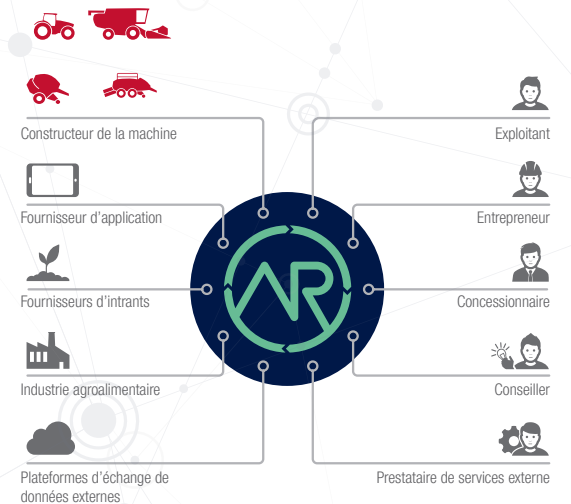 Constructeur de la machine
Exploitant
Fournisseur d'application
Entrepreneur
AR
Fournisseurs d'intrants
Concessionnaire
Industrie agroalimentaire
Conseiller
Plateformes d'échange de
données externes
Prestataire de services externe